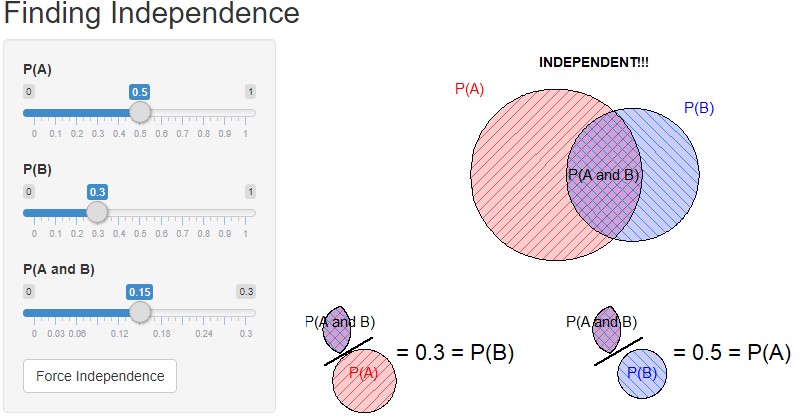 Finding Independence
P(A)
0 0.5 1
0 0.1 0.2 0.3 0.4 0.5 0.6 0.7 0.8 0.9 1
P(B)
0 0.3 1
0 0.1 0.2 0.3 0.4 0.5 0.6 0.7 0.8 0.9 1
P(A and B)
0 0.15 0.3
0 0.03 0.06 0.12 0.18 0.24 0.3
Force Independence
INDEPENDENT!!!
P(A)
P(B)
P(A and B)
P(A and B)
P(A)
= 0.3 = P(B)
P(A and B)
P(B)
= 0.5 = P(A)